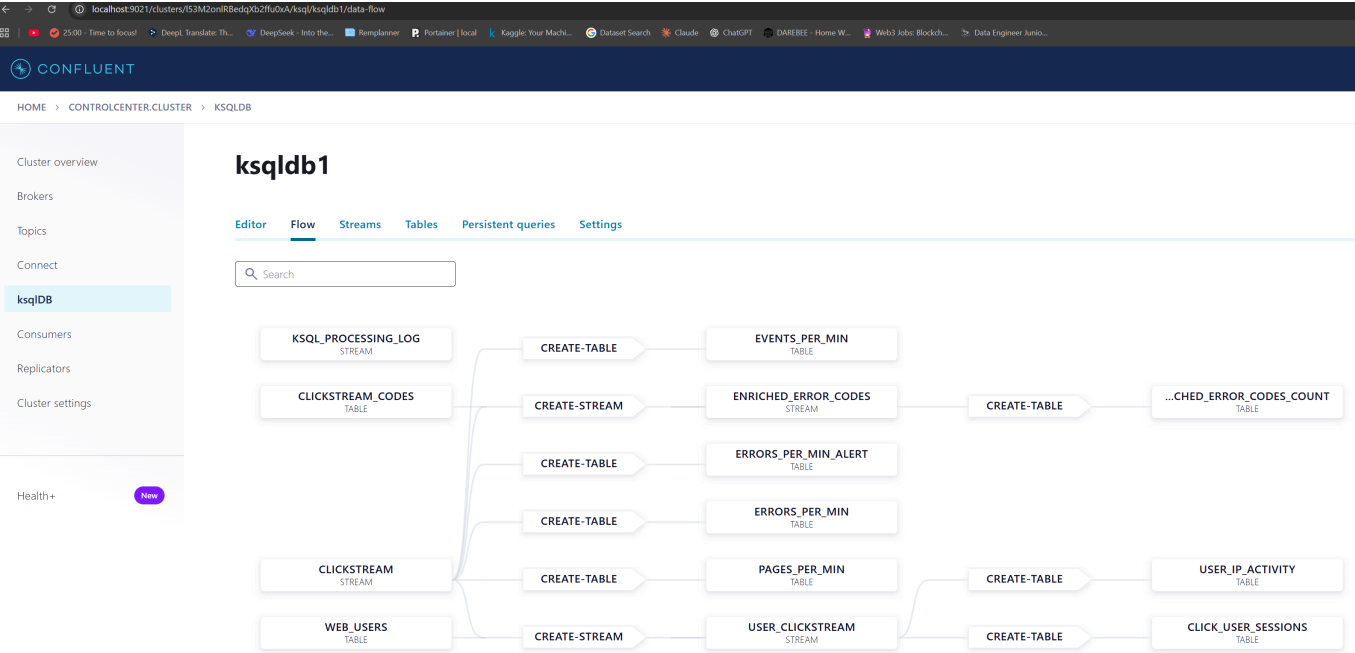 localhost:9021/clusters/l53M2onlR8edqXb2ffu0xA/ksql/ksqldb1/data-flow
25:00 - Time to focus! DeepL Translate: Th... DeepSeek - Into the... Remplanner Portainer | local Kaggle: Your Machi... Dataset Search Claude ChatGPT DAREBEE - Home W... Web3 Jobs: Blockch... Data Engineer Junio...
CONFLUENT
HOME > CONTROLCENTER.CLUSTER > KSQLDB
Cluster overview
Brokers
Topics
Connect
ksqlDB
Consumers
Replicators
Cluster settings
Health+ New
ksqldb1
Editor Flow Streams Tables Persistent queries Settings
Search
KSQL_PROCESSING_LOG
STREAM
CREATE-TABLE
EVENTS_PER_MIN
TABLE
CLICKSTREAM_CODES
TABLE
CREATE-STREAM
ENRICHED_ERROR_CODES
STREAM
CREATE-TABLE
...CHED_ERROR_CODES_COUNT
TABLE
CREATE-TABLE
ERRORS_PER_MIN_ALERT
TABLE
CREATE-TABLE
ERRORS_PER_MIN
TABLE
CLICKSTREAM
STREAM
CREATE-TABLE
PAGES_PER_MIN
TABLE
CREATE-TABLE
USER_IP_ACTIVITY
TABLE
WEB_USERS
TABLE
CREATE-STREAM
USER_CLICKSTREAM
STREAM
CREATE-TABLE
CLICK_USER_SESSIONS
TABLE